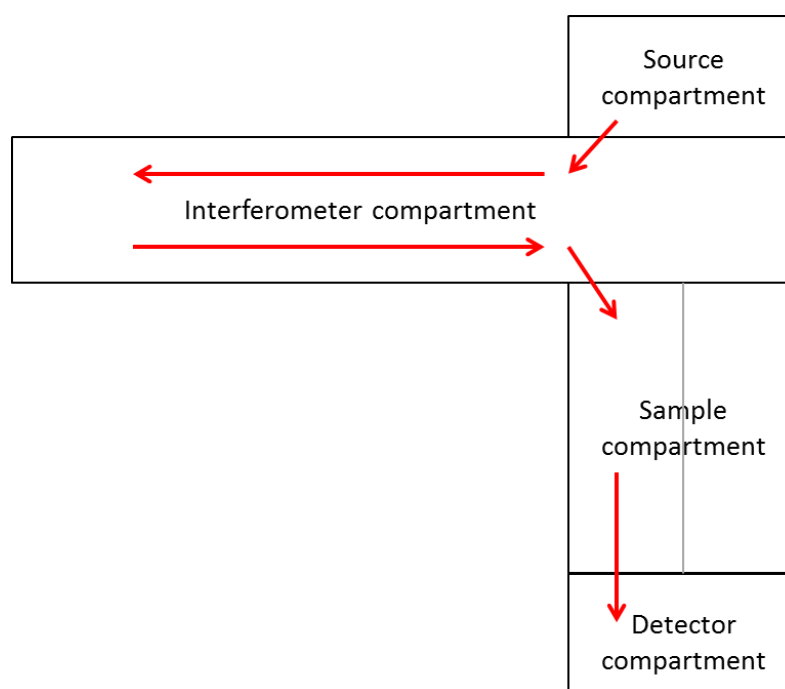 Source
compartment
Interferometer compartment
Sample
compartment
Detector
compartment